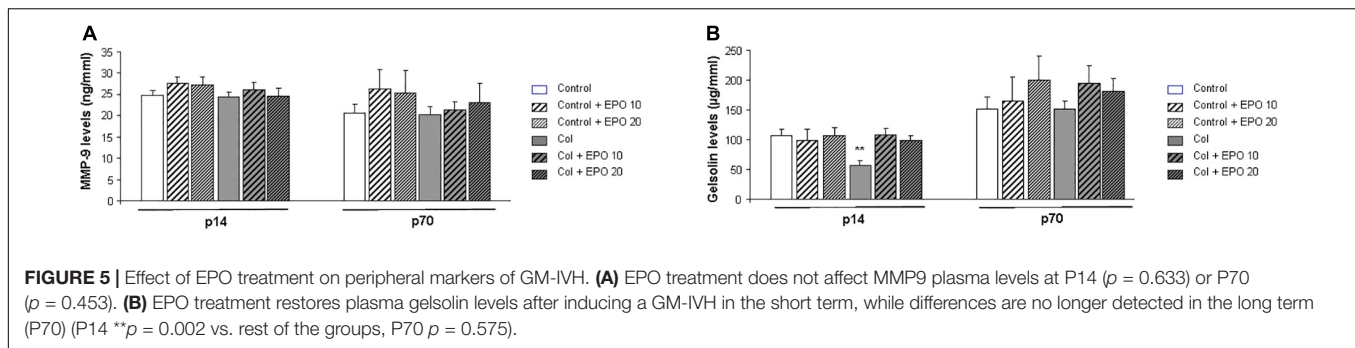 A
MMP-9 levels (ng/mml)
35
30
25
20
15
10
5
0
p14
p70
Control
Control + EPO 10
Control + EPO 20
Col
Col + EPO 10
Col + EPO 20
B
Gelsolin levels (µg/mml)
250
200
150
100
50
0
**
p14
p70
Control
Control + EPO 10
Control + EPO 20
Col
Col + EPO 10
Col + EPO 20
FIGURE 5 | Effect of EPO treatment on peripheral markers of GM-IVH. (A) EPO treatment does not affect MMP9 plasma levels at P14 (p = 0.633) or P70
(p = 0.453). (B) EPO treatment restores plasma gelsolin levels after inducing a GM-IVH in the short term, while differences are no longer detected in the long term
(P70) (P14 **p = 0.002 vs. rest of the groups, P70 p = 0.575).